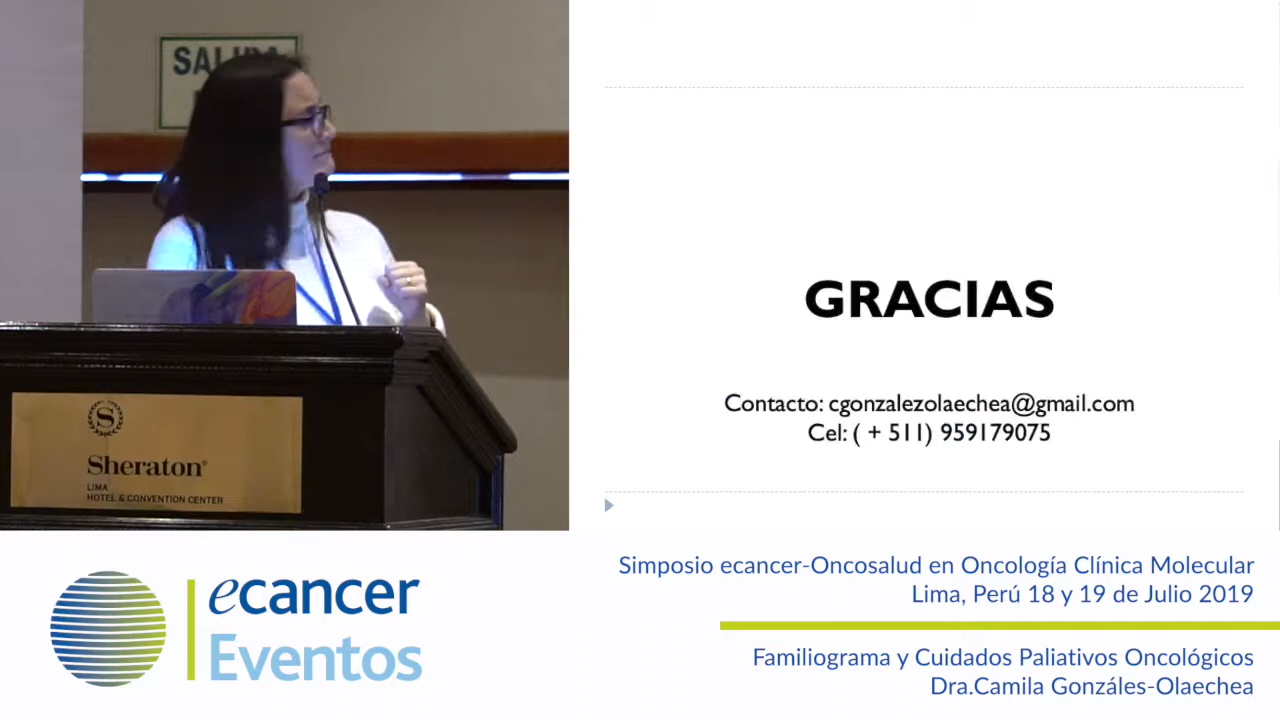 SALIDA
Sheraton
LIMA
HOTEL & CONVENTION CENTER
GRACIAS
Contacto: cgonzalezolaechea@gmail.com
Cel: ( + 511) 959179075
ecancer
Eventos
Simposio ecancer-Oncosalud en Oncología Clínica Molecular
Lima, Perú 18 y 19 de Julio 2019
Familiograma y Cuidados Paliativos Oncológicos
Dra.Camila Gonzáles-Olaechea